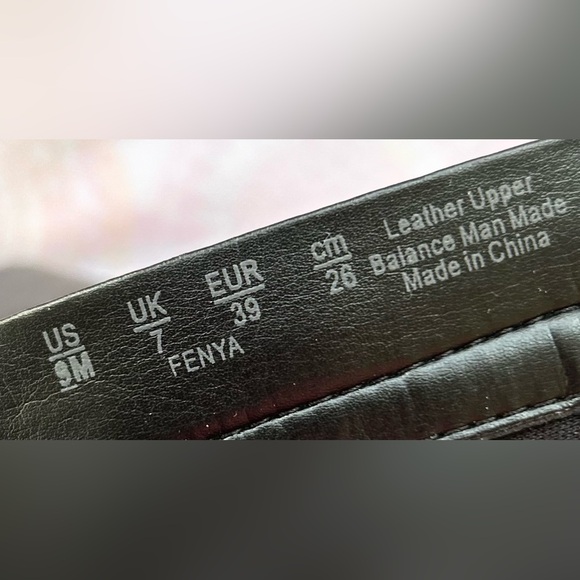 US UK EUR cm
9M 7 39 26
FENYA
Leather Upper
Balance Man Made
Made in China